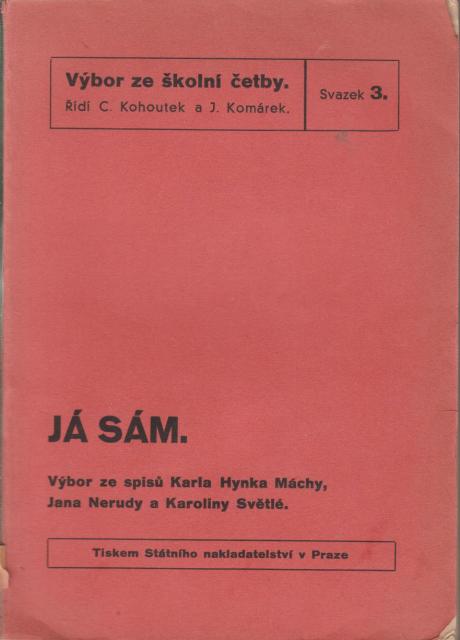 Výbor ze školní četby.
Řídí C. Kohoutek a J. Komárek.
Svazek 3.
JÁ SÁM.
Výbor ze spisů Karla Hynka Máchy,
Jana Nerudy a Karoliny Světlé.
Tiskem Státního nakladatelství v Praze